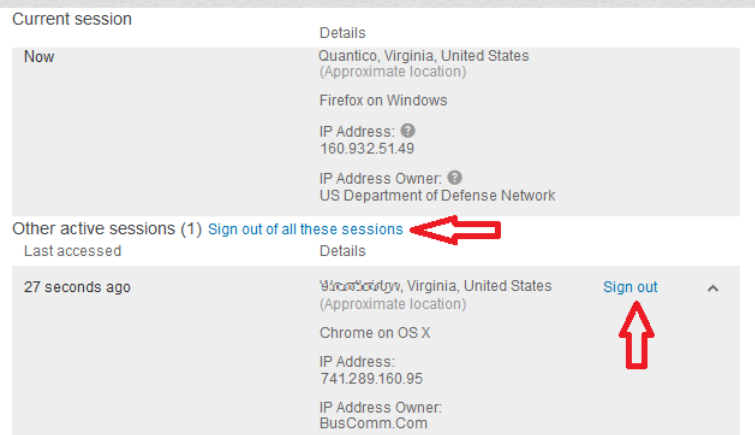 Current session
Details
Now
Quantico, Virginia, United States
(Approximate location)
Firefox on Windows
IP Address: ?
160.932.51.49
IP Address Owner: ?
US Department of Defense Network
Other active sessions (1) Sign out of all these sessions
Last accessed
Details
27 seconds ago
, Virginia, United States
Sign out
(Approximate location)
Chrome on OS X
IP Address:
741.289.160.95
IP Address Owner:
BusComm.Com